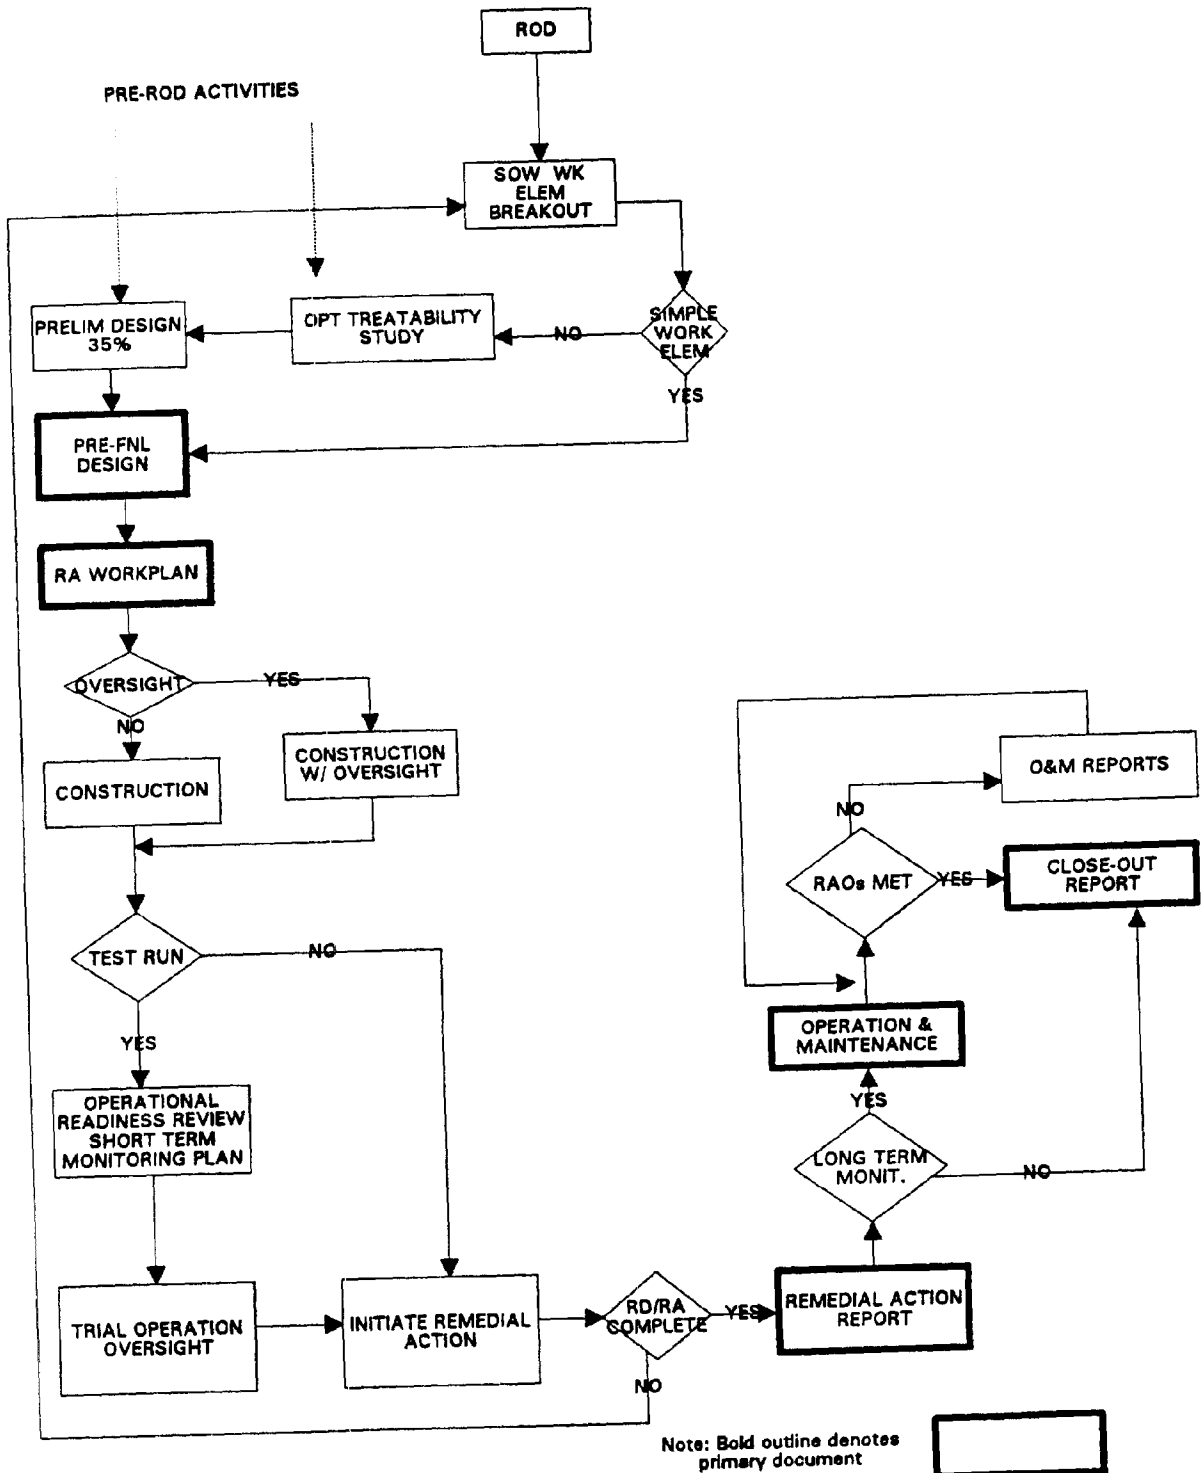 ROD
PRE-ROD ACTIVITIES
SOW WK
ELEM
BREAKOUT
SIMPLE
WORK
ELEM
NO
YES
OPT TREATABILITY
STUDY
PRELIM DESIGN
35%
PRE-FNL
DESIGN
RA WORKPLAN
OVERSIGHT
YES
NO
CONSTRUCTION
W/ OVERSIGHT
CONSTRUCTION
TEST RUN
NO
YES
OPERATIONAL
READINESS REVIEW
SHORT TERM
MONITORING PLAN
TRIAL OPERATION
OVERSIGHT
INITIATE REMEDIAL
ACTION
RD/RA
COMPLETE
YES
NO
REMEDIAL ACTION
REPORT
LONG TERM
MONIT.
NO
YES
OPERATION &
MAINTENANCE
RAOs MET
YES
NO
O&M REPORTS
CLOSE-OUT
REPORT
Note: Bold outline denotes
primary document